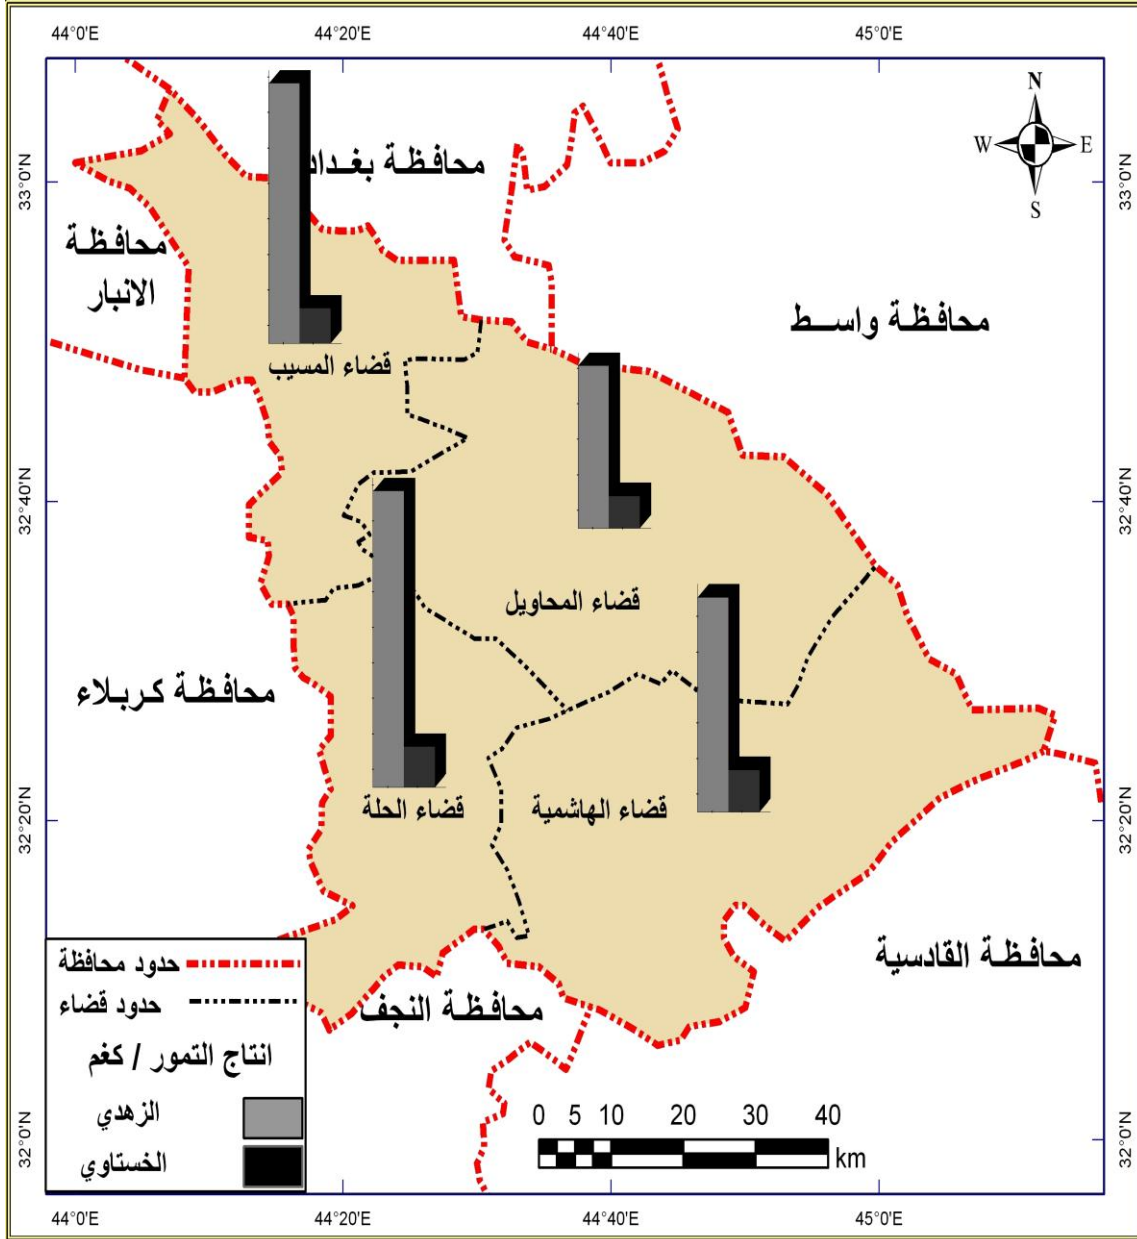 44°0'E 44°20'E 44°40'E 45°0'E
N
W E
S
33°0'N 33°0'N
محافظة بغداد
محافظة
الانبار
محافظة واسط
قضاء المسيب
32°40'N 32°40'N
قضاء المحاويل
محافظة كربلاء
قضاء الهاشمية
قضاء الحلة
32°20'N 32°20'N
محافظة القادسية
محافظة النجف
حدود محافظة
حدود قضاء
انتاج التمور / كغم
الزهدي
الخستاوي
0 5 10 20 30 40
km
32°0'N 32°0'N
44°0'E 44°20'E 44°40'E 45°0'E